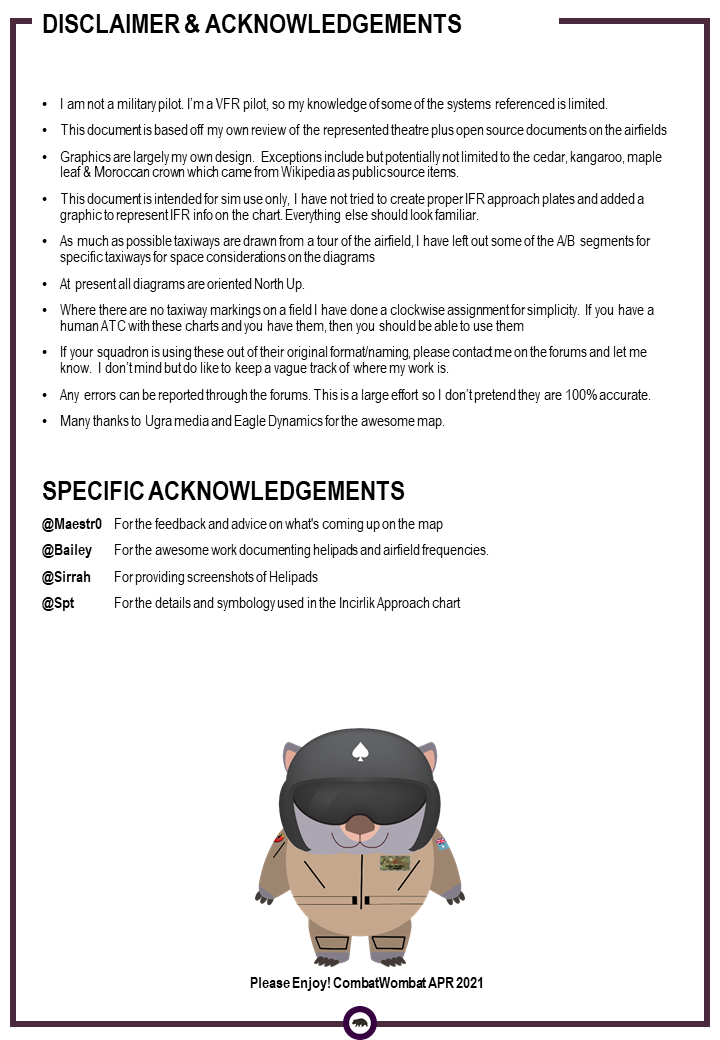 DISCLAIMER & ACKNOWLEDGEMENTS
• I am not a military pilot. I'm a VFR pilot, so my knowledge of some of the systems referenced is limited.
• This document is based off my own review of the represented theatre plus open source documents on the airfields
• Graphics are largely my own design. Exceptions include but potentially not limited to the cedar, kangaroo, maple
leaf & Moroccan crown which came from Wikipedia as public source items.
• This document is intended for sim use only, I have not tried to create proper IFR approach plates and added a
graphic to represent IFR info on the chart. Everything else should look familiar.
• As much as possible taxiways are drawn from a tour of the airfield, I have left out some of the A/B segments for
specific taxiways for space considerations on the diagrams
• At present all diagrams are oriented North Up.
• Where there are no taxiway markings on a field I have done a clockwise assignment for simplicity. If you have a
human ATC with these charts and you have them, then you should be able to use them
• If your squadron is using these out of their original format/naming, please contact me on the forums and let me
know. I don't mind but do like to keep a vague track of where my work is.
• Any errors can be reported through the forums. This is a large effort so I don't pretend they are 100% accurate.
• Many thanks to Ugra media and Eagle Dynamics for the awesome map.
SPECIFIC ACKNOWLEDGEMENTS
@Maestr0 For the feedback and advice on what's coming up on the map
@Bailey For the awesome work documenting helipads and airfield frequencies.
@Sirrah For providing screenshots of Helipads
@Spt For the details and symbology used in the Incirlik Approach chart
Please Enjoy! CombatWombat APR 2021